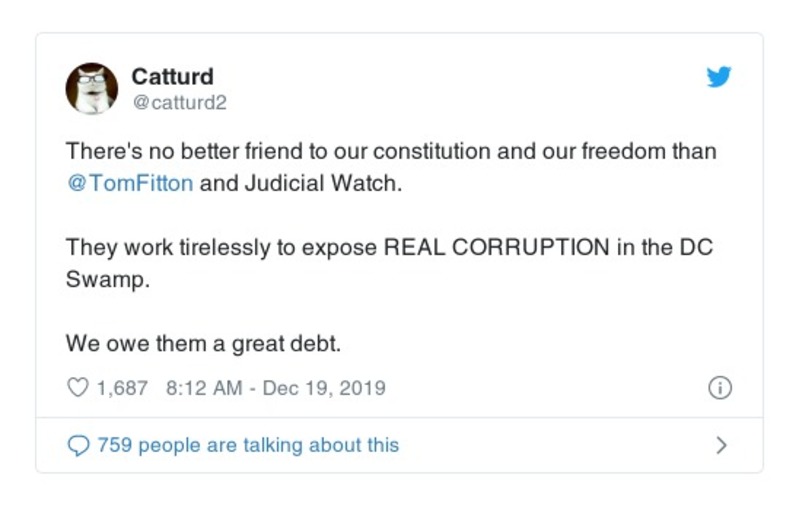 Catturd
@catturd2
There's no better friend to our constitution and our freedom than
@TomFitton and Judicial Watch.
They work tirelessly to expose REAL CORRUPTION in the DC
Swamp.
We owe them a great debt.
1,687 8:12 AM - Dec 19, 2019
759 people are talking about this